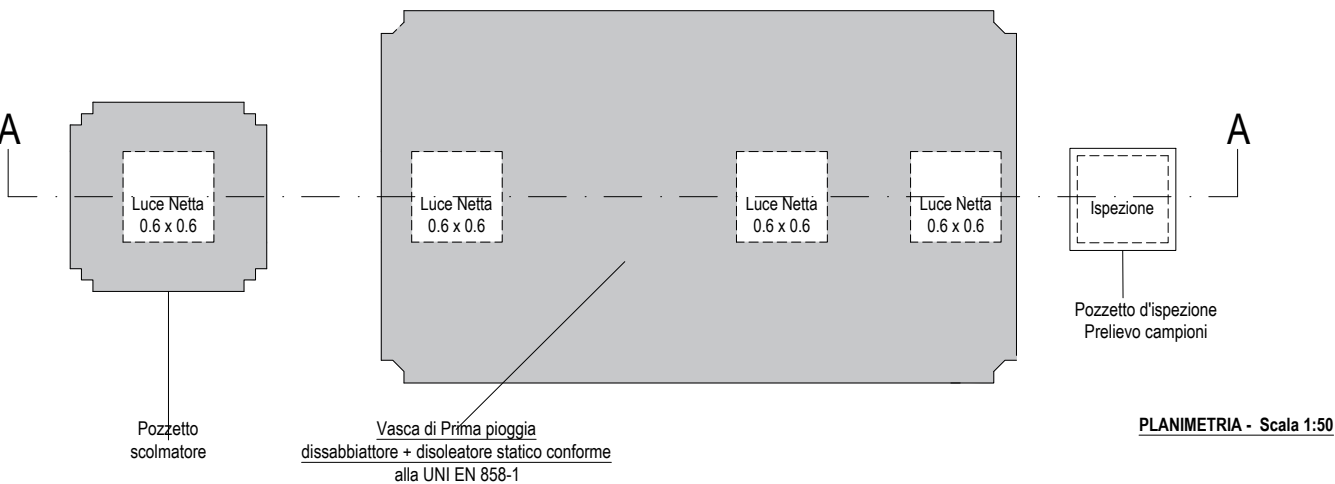 A
A
Luce Netta
0.6 x 0.6
Luce Netta
0.6 x 0.6
Luce Netta
0.6 x 0.6
Luce Netta
0.6 x 0.6
Ispezione
Pozzetto d'ispezione
Prelievo campioni
Pozzetto
scolmatore
Vasca di Prima pioggia
dissabbiattore + disoleatore statico conforme
alla UNI EN 858-1
PLANIMETRIA - Scala 1:50